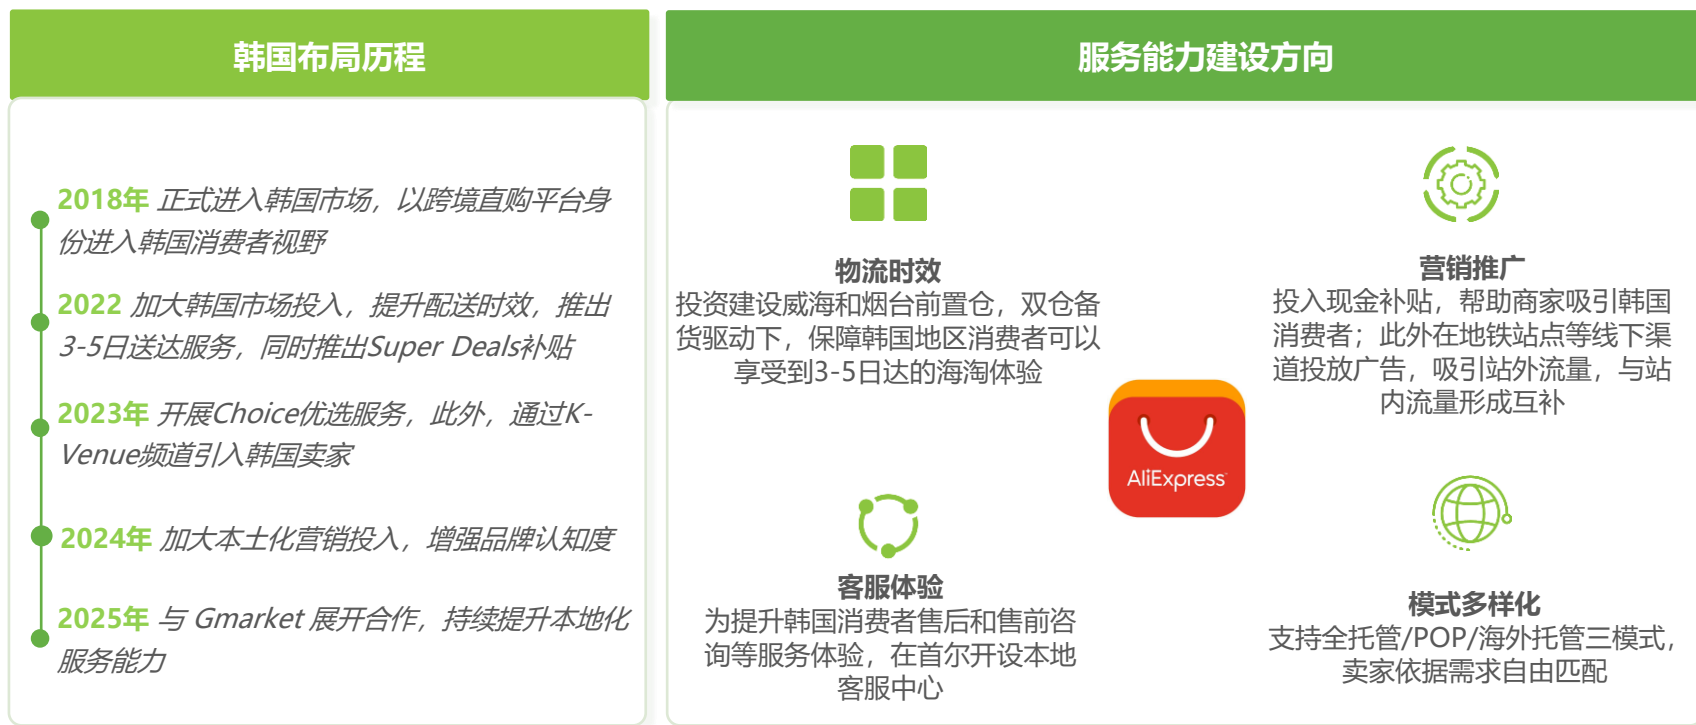 韩国布局历程
2018年 正式进入韩国市场，以跨境直购平台身
份进入韩国消费者视野
2022 加大韩国市场投入，提升配送时效，推出
3-5日送达服务，同时推出Super Deals补贴
2023年 开展Choice优选服务，此外，通过K-
Venue频道引入韩国卖家
2024年 加大本土化营销投入，增强品牌认知度
2025年 与 Gmarket 展开合作，持续提升本地化
服务能力
服务能力建设方向
物流时效
投资建设威海和烟台前置仓，双仓备
货驱动下，保障韩国地区消费者可以
享受到3-5日达的海淘体验
营销推广
投入现金补贴，帮助商家吸引韩国
消费者；此外在地铁站点等线下渠
道投放广告，吸引站外流量，与站
内流量形成互补
AliExpress
客服体验
为提升韩国消费者售后和售前咨
询等服务体验，在首尔开设本地
客服中心
模式多样化
支持全托管/POP/海外托管三模式，
卖家依据需求自由匹配